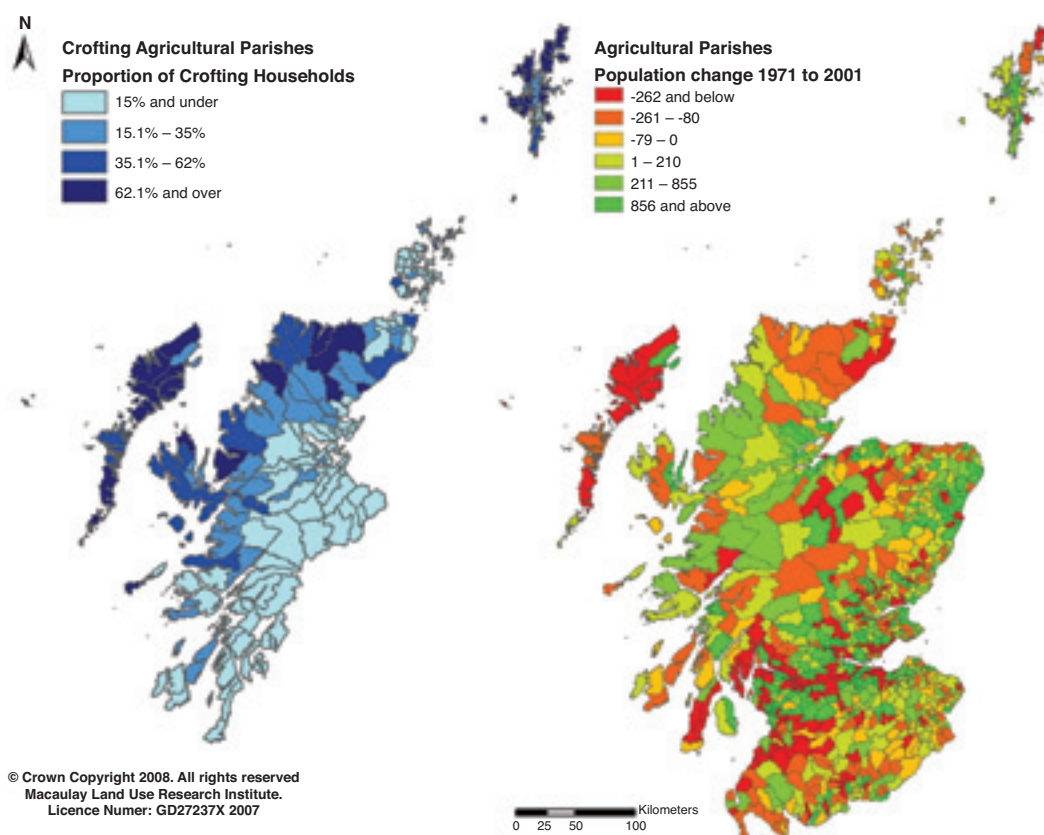 N
Crofting Agricultural Parishes
Proportion of Crofting Households
15% and under
15.1% – 35%
35.1% – 62%
62.1% and over
Agricultural Parishes
Population change 1971 to 2001
-262 and below
-261 – -80
-79 – 0
1 – 210
211 – 855
856 and above
© Crown Copyright 2008. All rights reserved
Macaulay Land Use Research Institute.
Licence Numer: GD27237X 2007
Kilometers
0 25 50 100